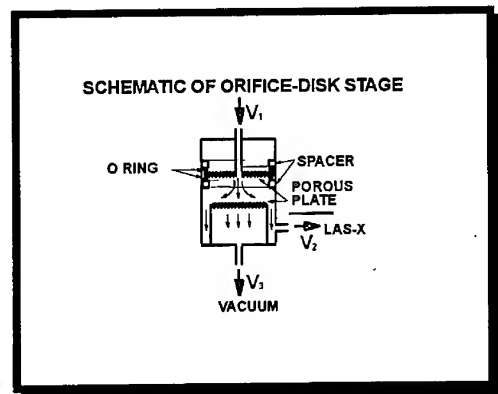 SCHEMATIC OF ORIFICE-DISK STAGE
V₁
O RING
SPACER
POROUS
PLATE
LAS-X
V₂
V₃
VACUUM